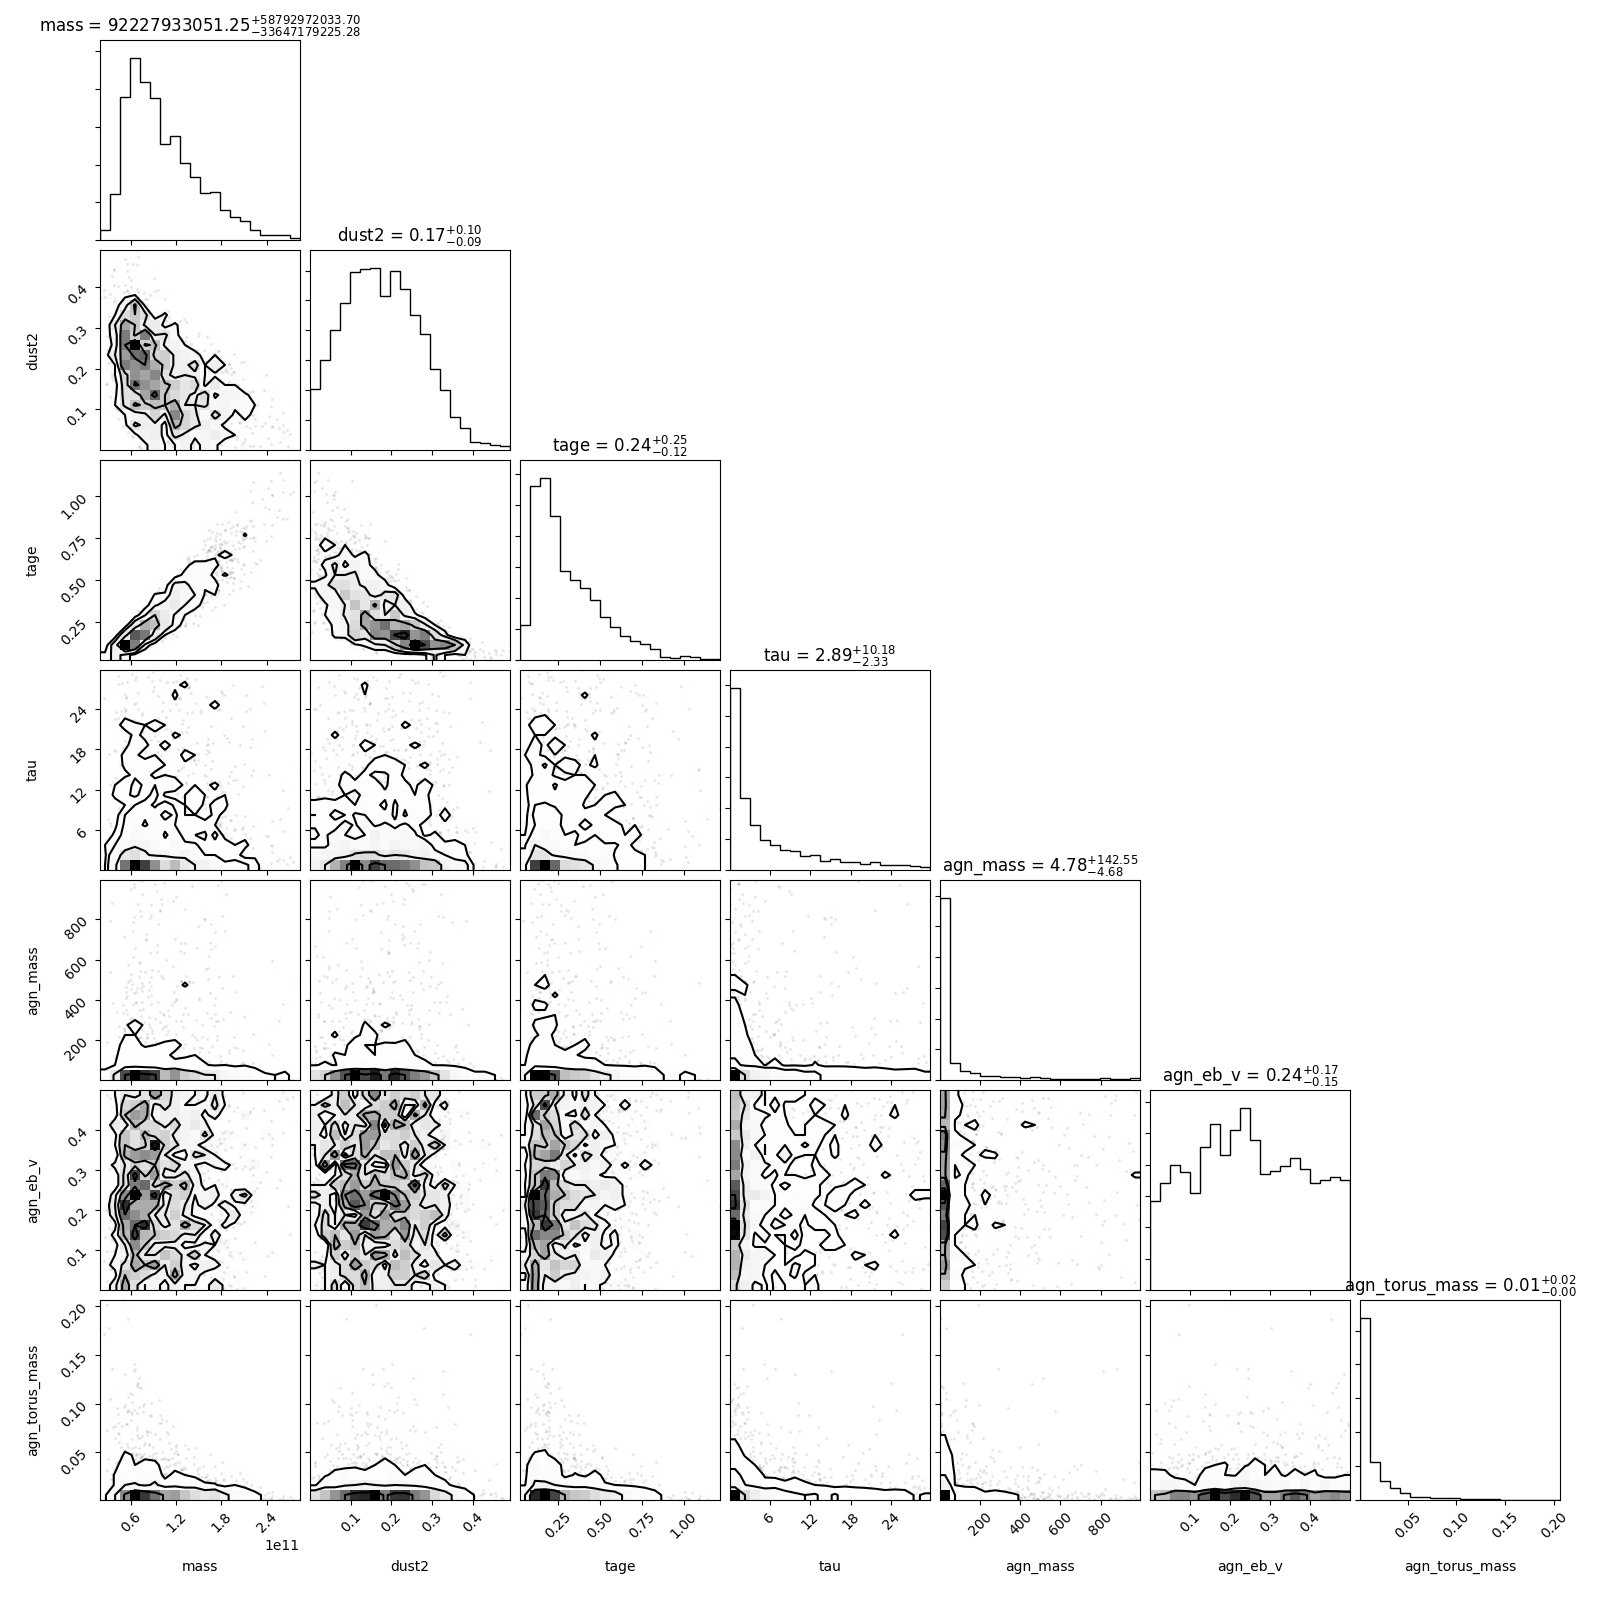 mass = 92227933051.25+58792972033.70−33647179225.28
dust2 = 0.17+0.10−0.09
0.4
0.3
0.2
0.1
dust2
tage = 0.24+0.25−0.12
1.00
0.75
0.50
0.25
tage
tau = 2.89+10.18−2.33
24
18
12
6
tau
agn_mass = 4.78+142.55−4.68
800
600
400
200
agn_mass
agn_eb_v = 0.24+0.17−0.15
0.4
0.3
0.2
0.1
agn_eb_v
agn_torus_mass = 0.01+0.02−0.00
0.20
0.15
0.10
0.05
agn_torus_mass
0.6 1.2 1.8 2.4 0.1 0.2 0.3 0.4 0.25 0.50 0.75 1.00 6 12 18 24 200 400 600 800 0.1 0.2 0.3 0.4 0.05 0.10 0.15 0.20
1e11
mass dust2 tage tau agn_mass agn_eb_v agn_torus_mass